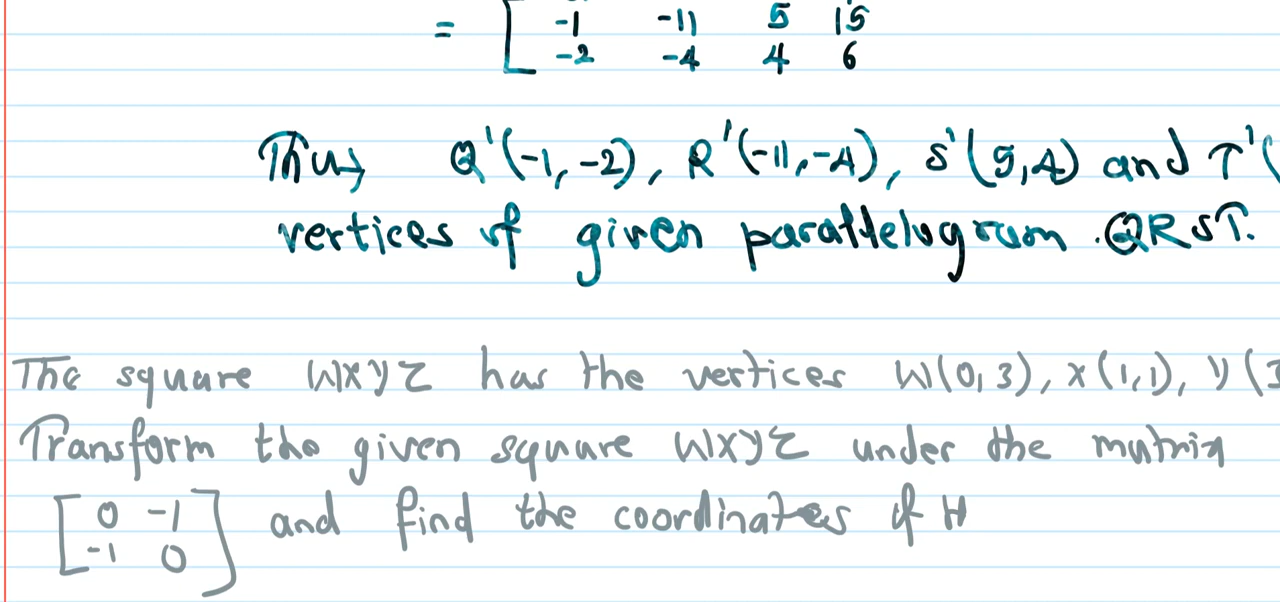 = [ -1 -11 5 15
-2 -4 4 6
Thus Q'(-1, -2), R'(-11, -4), S'(5, 4) and T'(
vertices of given parallelogram QRST.
The square WXYZ has the vertices W(0, 3), X(1, 1), Y(3
Transform the given square WXYZ under the matrix
[ 0 -1
-1 0 ] and find the coordinates of H